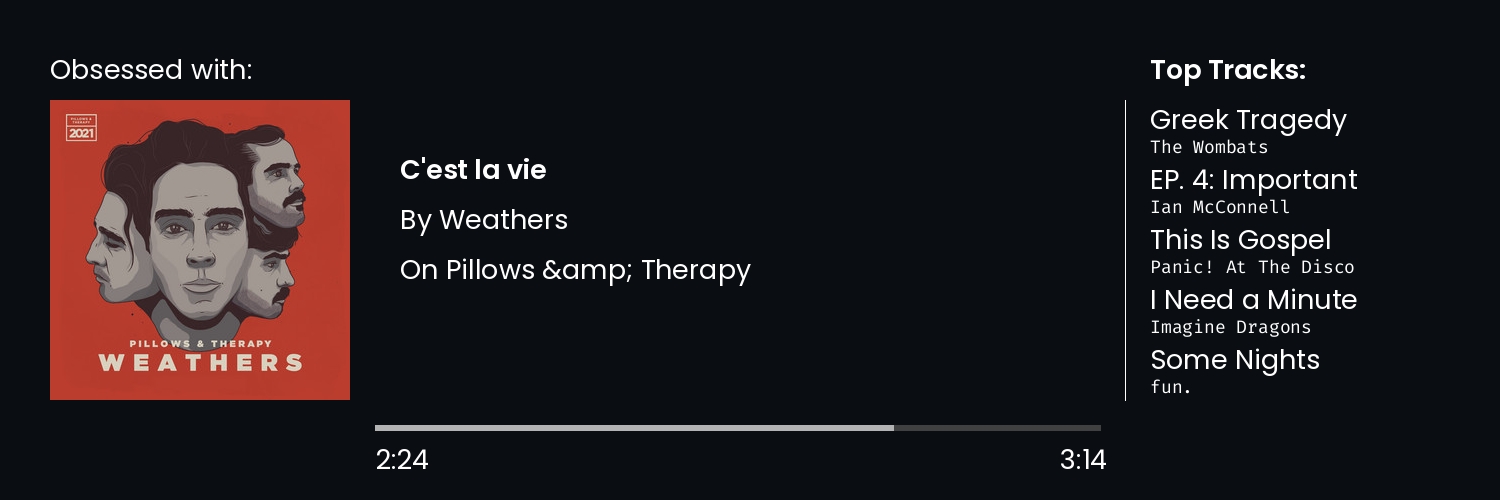 Obsessed with:
PILLOWS &
THERAPY
2021
PILLOWS & THERAPY
WEATHERS
C'est la vie
By Weathers
On Pillows &amp; Therapy
2:24
3:14
Top Tracks:
Greek Tragedy
The Wombats
EP. 4: Important
Ian McConnell
This Is Gospel
Panic! At The Disco
I Need a Minute
Imagine Dragons
Some Nights
fun.